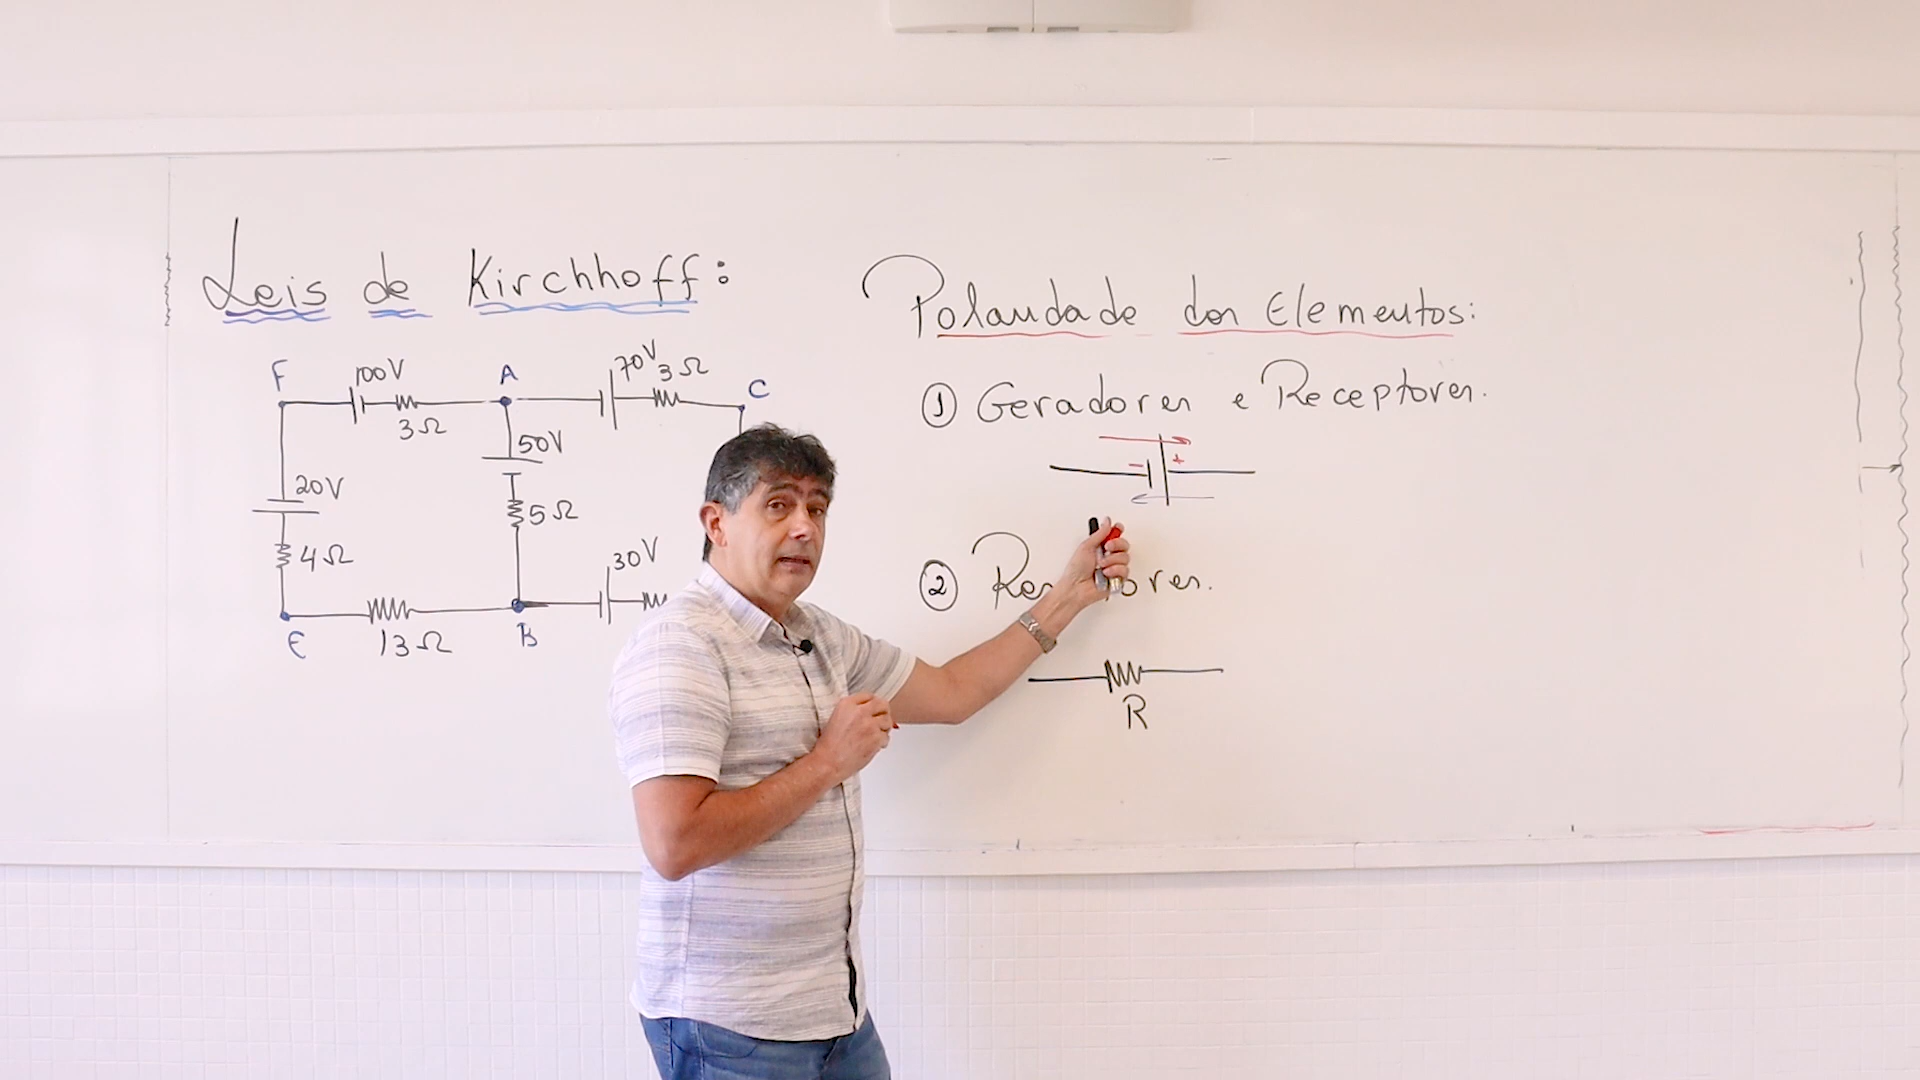 Leis de Kirchhoff:
F
100V
3Ω
A
70V
3Ω
C
50V
5Ω
20V
4Ω
30V
E
13Ω
B
Polaridade dos Elementos:
① Geradores e Receptores.
- +
②
R